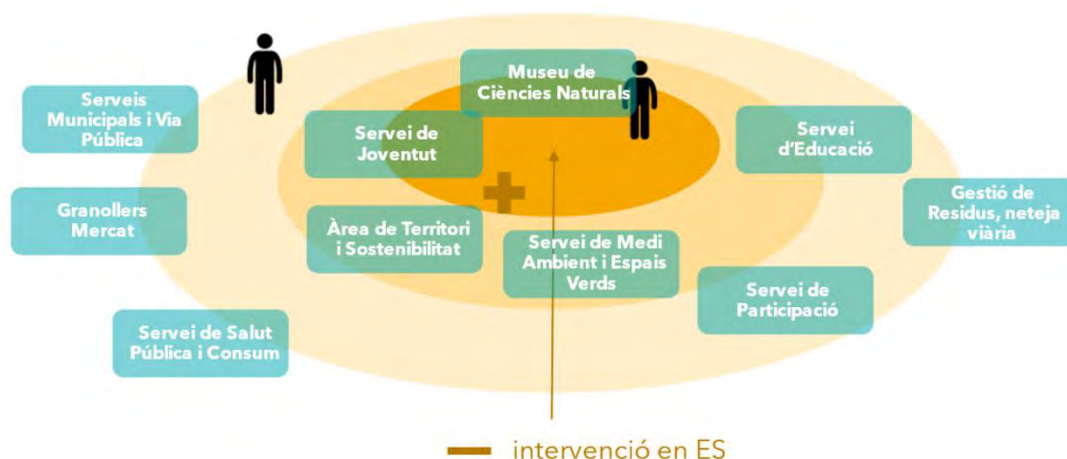 Museu de
Ciències Naturals
Serveis
Municipals i Via
Pública
Servei de
Joventut
Servei
d'Educació
Granollers
Mercat
Gestió de
Residus, neteja
viària
Àrea de Territori
i Sostenibilitat
Servei de Medi
Ambient i Espais
Verds
Servei de
Participació
Servei de Salut
Pública i Consum
intervenció en ES